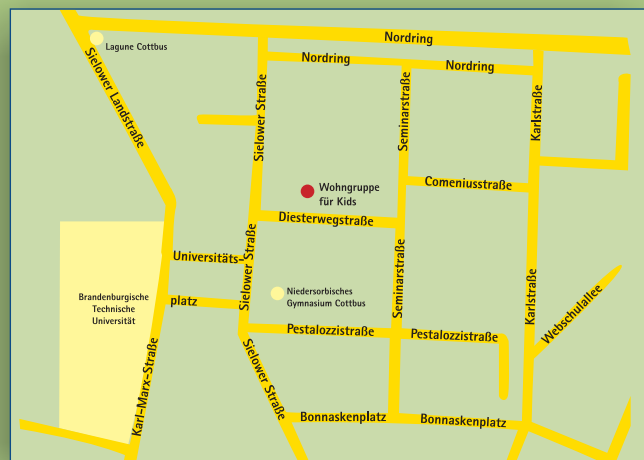 Nordring
Lagune Cottbus
Nordring
Nordring
Sielower Landstraße
Sielower Straße
Seminarstraße
Karlstraße
Comeniusstraße
Wohngruppe
für Kids
Diesterwegstraße
Universitäts-
platz
Sielower Straße
Seminarstraße
Karlstraße
Niedersorbisches
Gymnasium Cottbus
Brandenburgische
Technische
Universität
Webschulallee
Pestalozzistraße
Pestalozzistraße
Karl-Marx-Straße
Sielower Straße
Bonnaskenplatz
Bonnaskenplatz